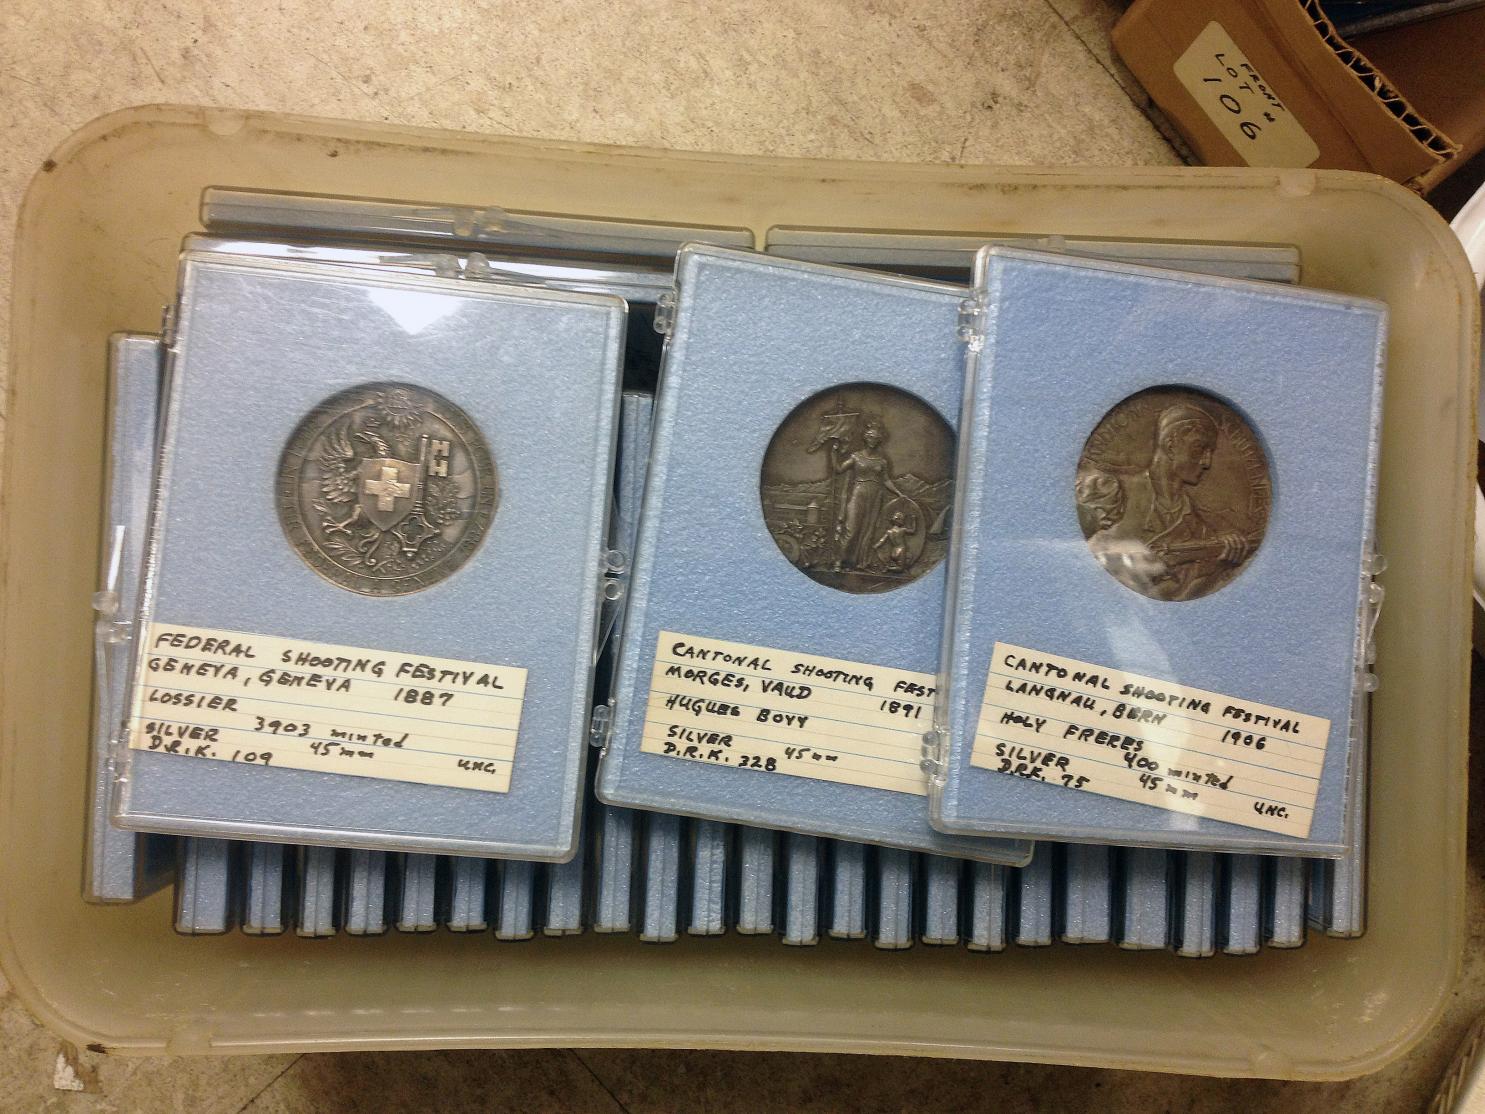 FRONT
LOT #
106
FEDERAL SHOOTING FESTIVAL
GENEVA, GENEVA 1887
LOSSIER
SILVER 3903 minted
D.R.K. 109 45mm UNC.
CANTONAL SHOOTING FEST
MORGES, VAUD 1891
HUGUES BOVY
SILVER 45mm
D.R.K. 328
CANTONAL SHOOTING FESTIVAL
LANGNAU, BERN 1906
HOLY FRERES
SILVER 400 minted
D.R.K. 75 45mm UNC.